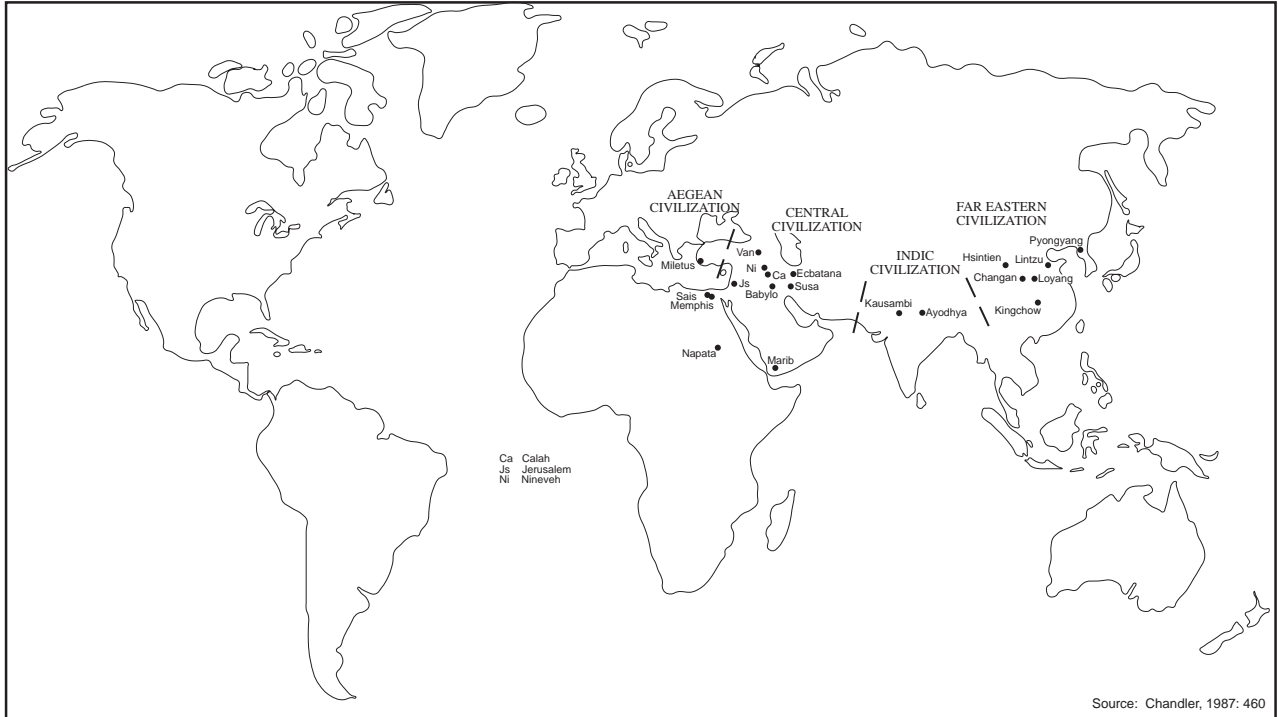 AEGEAN
CIVILIZATION
CENTRAL
CIVILIZATION
FAR EASTERN
CIVILIZATION
INDIC
CIVILIZATION
Pyongyang
Van
Hsintien
Lintzu
Miletus
Ni
Ca
Ecbatana
Changan
Loyang
Js
Babylo
Susa
Sais
Memphis
Kausambi
Ayodhya
Kingchow
Napata
Marib
Ca Calah
Js Jerusalem
Ni Nineveh
Source: Chandler, 1987: 460